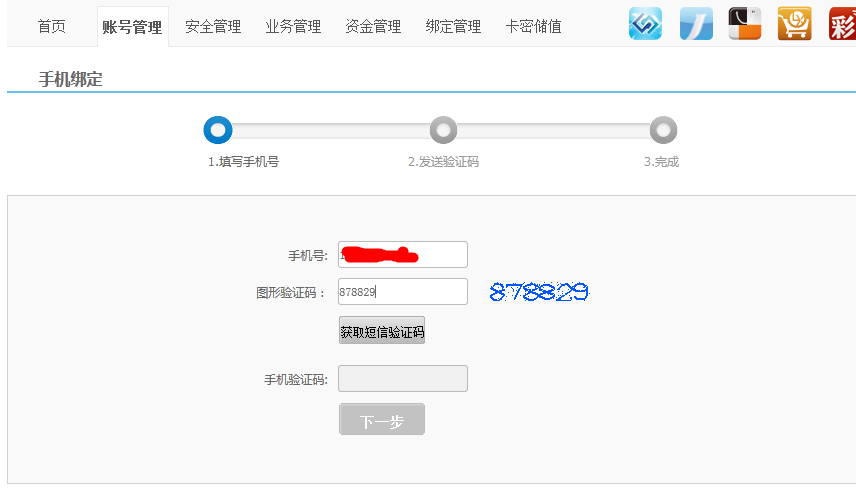 首页 账号管理 安全管理 业务管理 资金管理 绑定管理 卡密储值 彩
手机绑定
1.填写手机号 2.发送验证码 3.完成
手机号:
图形验证码： 878829 878829
获取短信验证码
手机验证码:
下一步